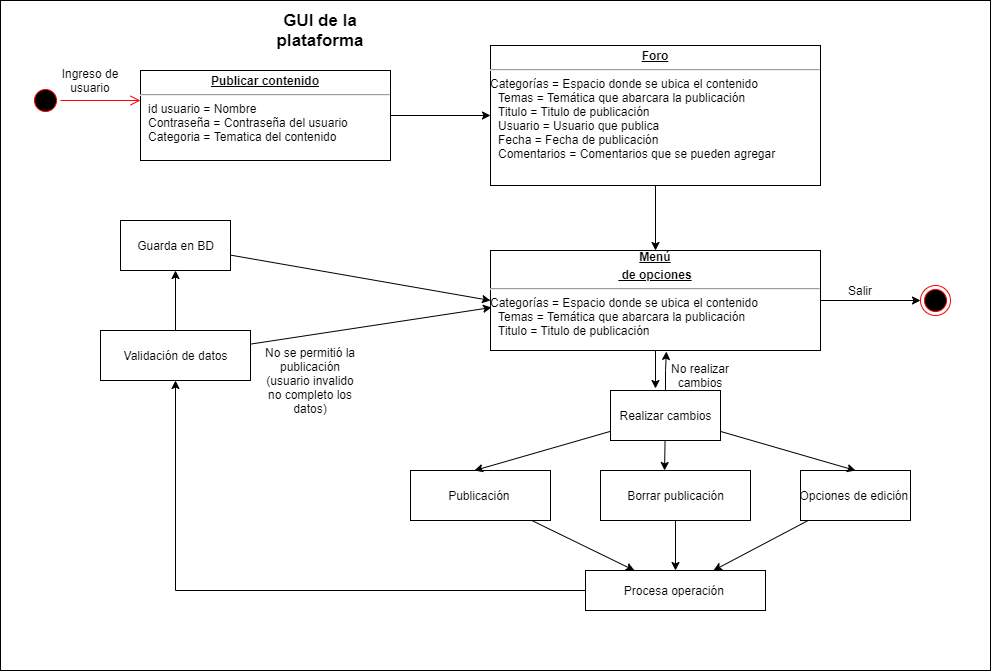 GUI de la
plataforma
Ingreso de
usuario
Publicar contenido
id usuario = Nombre
Contraseña = Contraseña del usuario
Categoria = Tematica del contenido
Foro
Categorías = Espacio donde se ubica el contenido
Temas = Temática que abarcara la publicación
Titulo = Titulo de publicación
Usuario = Usuario que publica
Fecha = Fecha de publicación
Comentarios = Comentarios que se pueden agregar
Guarda en BD
Menú
de opciones
Categorías = Espacio donde se ubica el contenido
Temas = Temática que abarcara la publicación
Titulo = Titulo de publicación
Salir
Validación de datos
No se permitió la
publicación
(usuario invalido
no completo los
datos)
No realizar
cambios
Realizar cambios
Publicación
Borrar publicación
Opciones de edición
Procesa operación